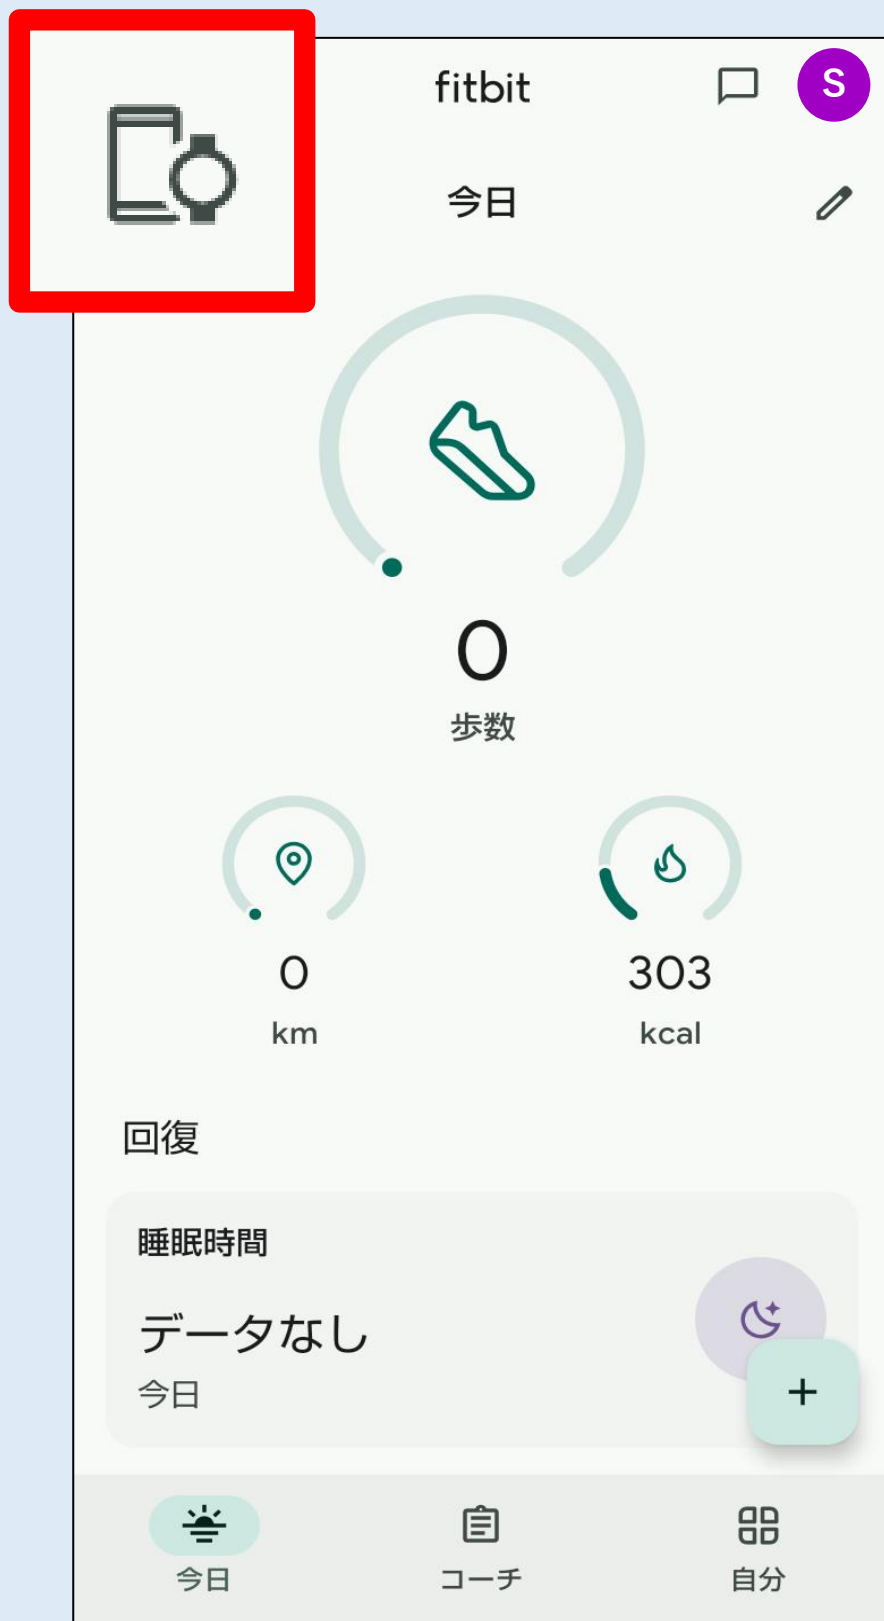 fitbit
S
今日
0
歩数
0
km
303
kcal
回復
睡眠時間
データなし
今日
今日
コーチ
自分